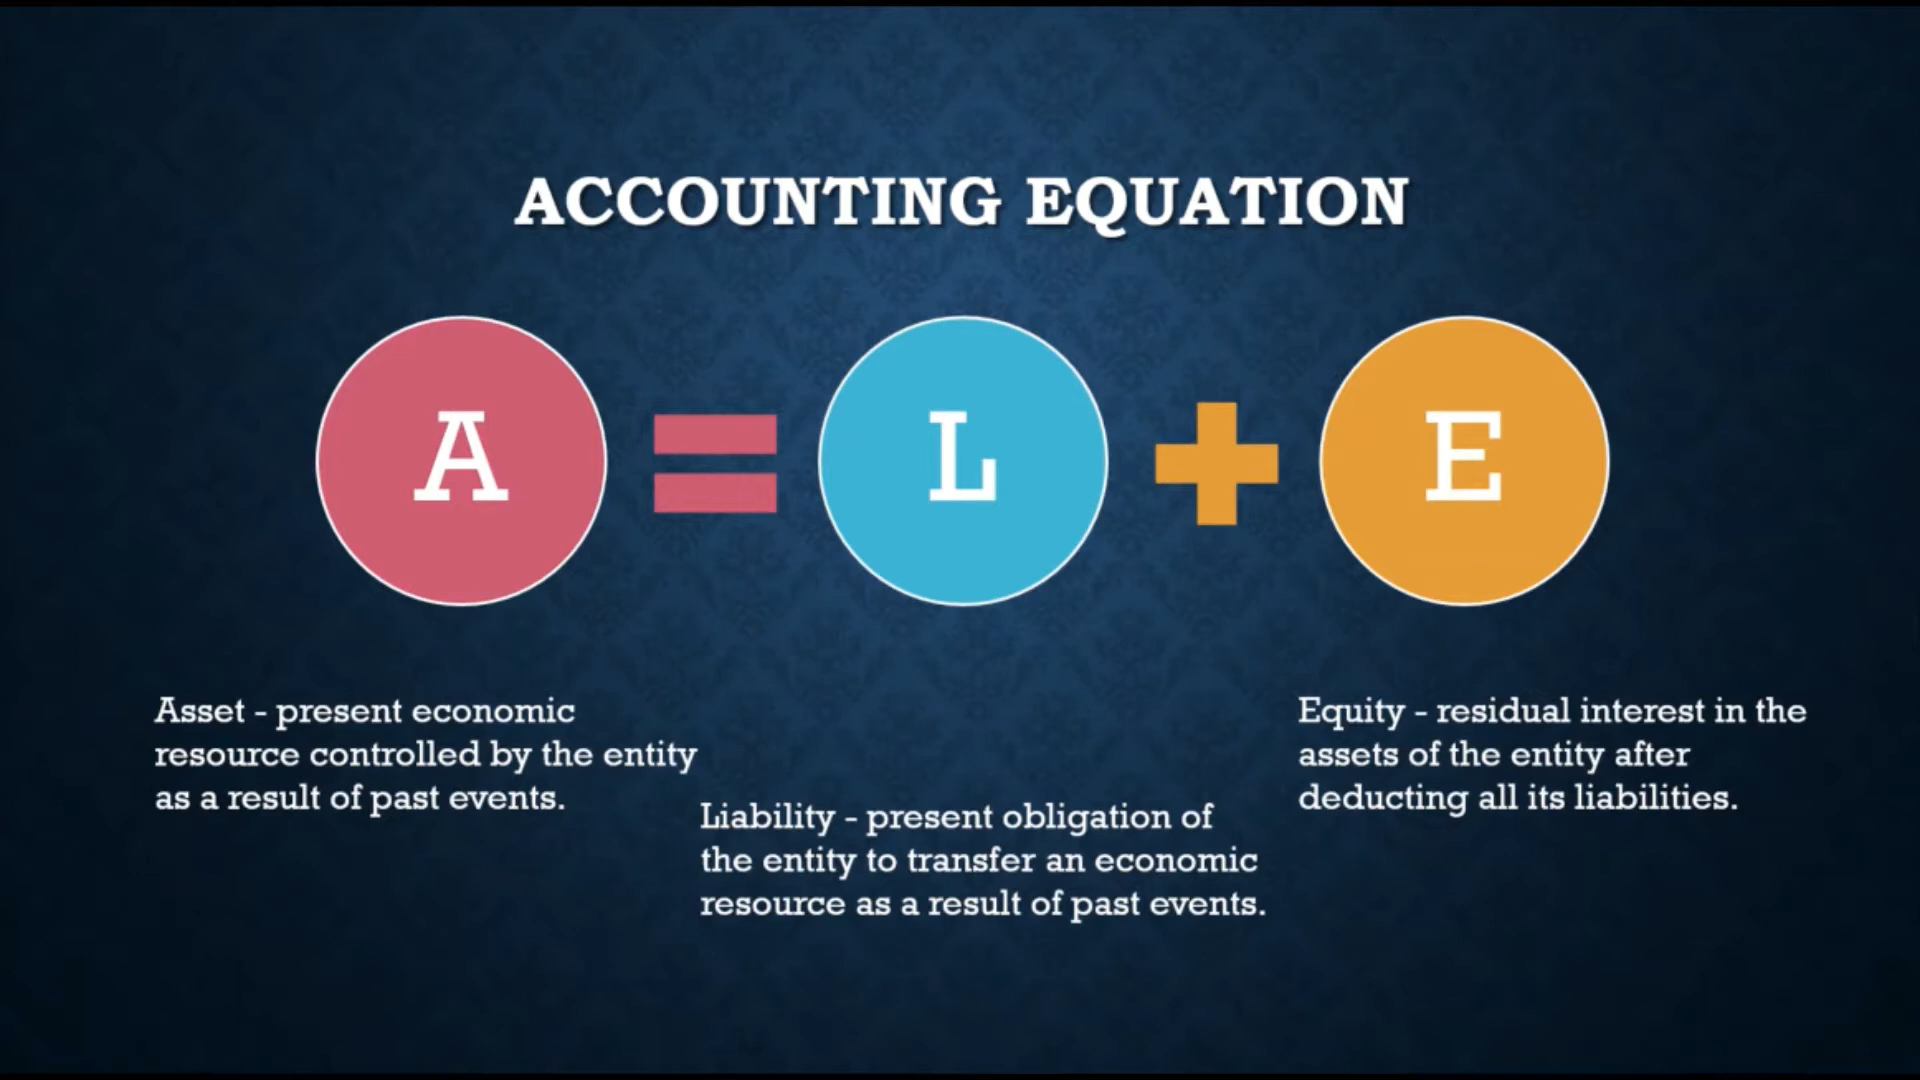 ACCOUNTING EQUATION
A = L + E
Asset - present economic
resource controlled by the entity
as a result of past events.
Liability - present obligation of
the entity to transfer an economic
resource as a result of past events.
Equity - residual interest in the
assets of the entity after
deducting all its liabilities.